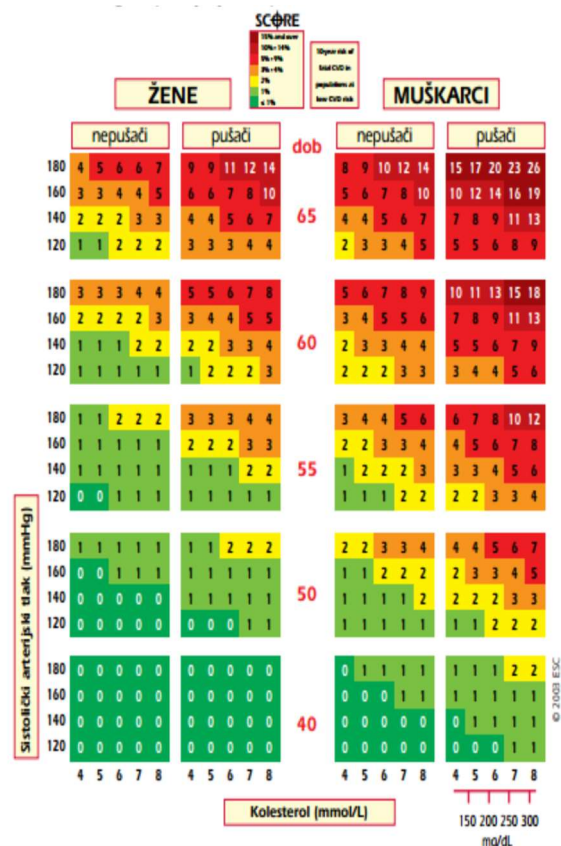 SCORE
15% and over
10% - 14%
5% - 9%
3% - 4%
2%
1%
< 1%
10-year risk of
fatal CVD in
populations at
low CVD risk
ŽENE MUŠKARCI
nepušači pušači dob nepušači pušači
180 4 5 6 6 7 9 9 11 12 14 8 9 10 12 14 15 17 20 23 26
160 3 3 4 4 5 6 6 7 8 10 5 6 7 8 10 10 12 14 16 19
140 2 2 2 3 3 4 4 5 6 7 65 4 4 5 6 7 7 8 9 11 13
120 1 1 2 2 2 3 3 3 4 4 2 3 3 4 5 5 5 6 8 9
180 3 3 3 4 4 5 5 6 7 8 5 6 7 8 9 10 11 13 15 18
160 2 2 2 2 3 3 4 4 5 5 3 4 5 5 6 7 8 9 11 13
140 1 1 1 2 2 2 2 3 3 4 60 2 3 3 4 4 5 5 6 7 9
120 1 1 1 1 1 1 2 2 2 3 2 2 2 3 3 3 4 4 5 6
180 1 1 2 2 2 3 3 3 4 4 3 4 4 5 6 6 7 8 10 12
160 1 1 1 1 1 2 2 2 3 3 2 2 3 3 4 4 5 6 7 8
140 1 1 1 1 1 1 1 1 2 2 55 1 2 2 2 3 3 3 4 5 6
120 0 0 1 1 1 1 1 1 1 1 1 1 1 2 2 2 2 3 3 4
180 1 1 1 1 1 1 1 2 2 2 2 2 3 3 4 4 4 5 6 7
160 0 0 1 1 1 1 1 1 1 1 1 1 2 2 2 2 3 3 4 5
140 0 0 0 0 0 1 1 1 1 1 50 1 1 1 1 2 2 2 2 3 3
120 0 0 0 0 0 0 0 0 1 1 1 1 1 1 1 1 1 2 2 2
180 0 0 0 0 0 0 0 0 0 0 0 1 1 1 1 1 1 1 2 2
160 0 0 0 0 0 0 0 0 0 0 0 0 0 1 1 1 1 1 1 1
140 0 0 0 0 0 0 0 0 0 0 40 0 0 0 0 0 0 1 1 1 1
120 0 0 0 0 0 0 0 0 0 0 0 0 0 0 0 0 0 0 1 1
4 5 6 7 8 4 5 6 7 8 4 5 6 7 8 4 5 6 7 8
Sistolički arterijski tlak (mmHg)
© 2003 ESC
Kolesterol (mmol/L)
150 200 250 300
mg/dL